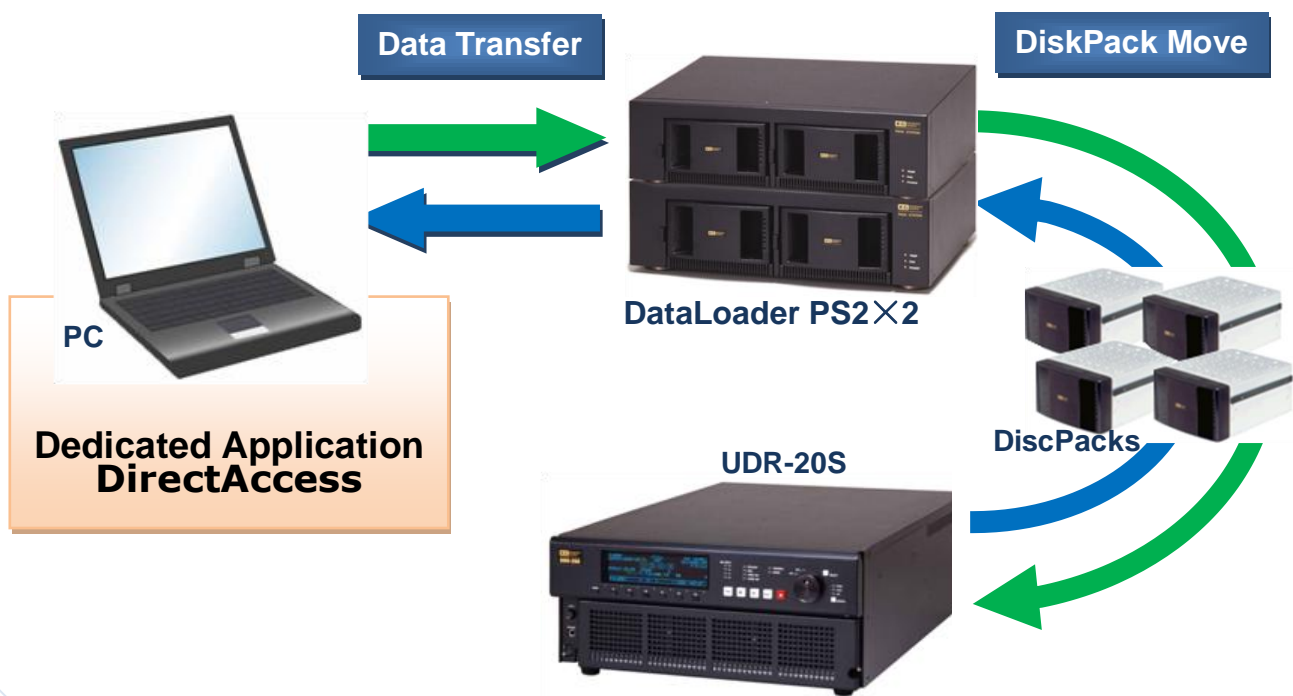 Data Transfer
DiskPack Move
DataLoader PS2×2
PC
Dedicated Application
DirectAccess
DiscPacks
UDR-20S